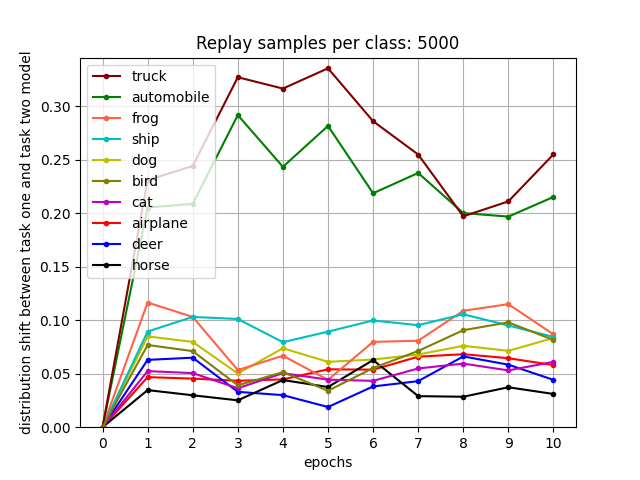 Replay samples per class: 5000
distribution shift between task one and task two model
0.30
0.25
0.20
0.15
0.10
0.05
0.00
truck
automobile
frog
ship
dog
bird
cat
airplane
deer
horse
0 1 2 3 4 5 6 7 8 9 10
epochs